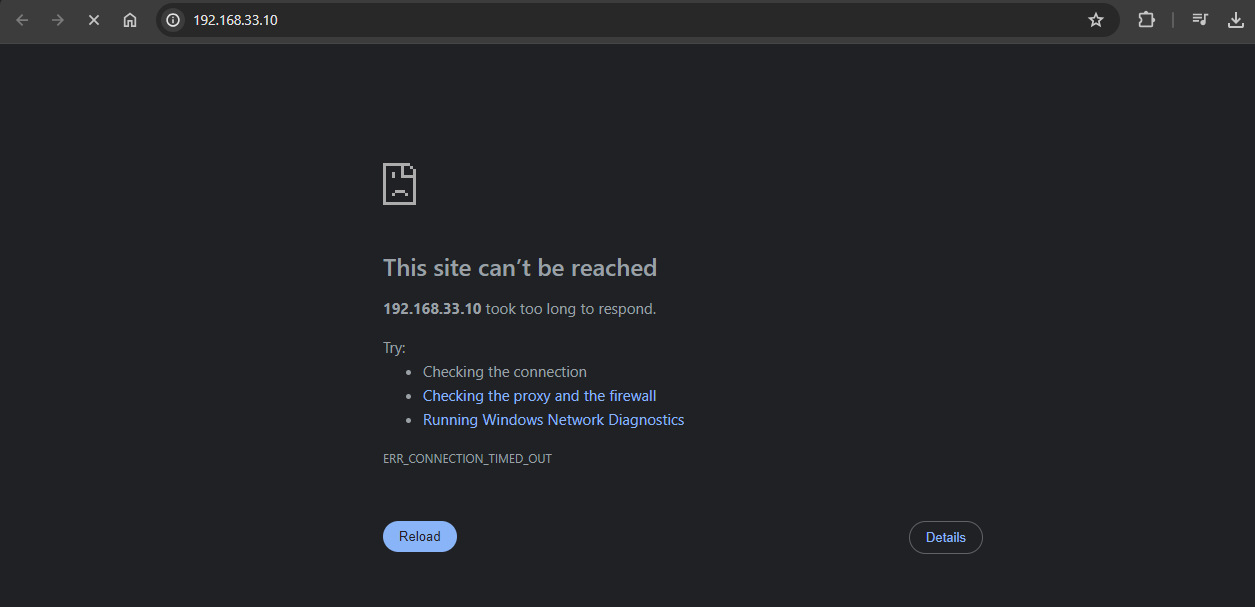 192.168.33.10
This site can’t be reached
192.168.33.10 took too long to respond.
Try:
• Checking the connection
• Checking the proxy and the firewall
• Running Windows Network Diagnostics
ERR_CONNECTION_TIMED_OUT
Reload
Details